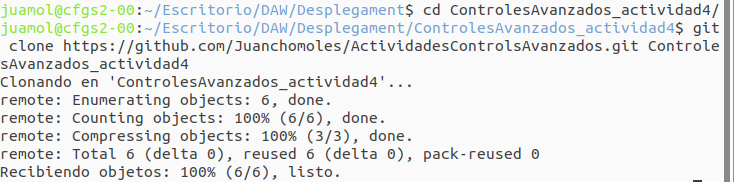 juamol@cfgs2-00:~/Escritorio/DAW/Desplegament$ cd ControlesAvanzados_actividad4/
juamol@cfgs2-00:~/Escritorio/DAW/Desplegament/ControlesAvanzados_actividad4$ git
 clone https://github.com/Juanchomoles/ActividadesControlsAvanzados.git Controle
sAvanzados_actividad4
Clonando en 'ControlesAvanzados_actividad4'...
remote: Enumerating objects: 6, done.
remote: Counting objects: 100% (6/6), done.
remote: Compressing objects: 100% (3/3), done.
remote: Total 6 (delta 0), reused 6 (delta 0), pack-reused 0
Recibiendo objetos: 100% (6/6), listo.